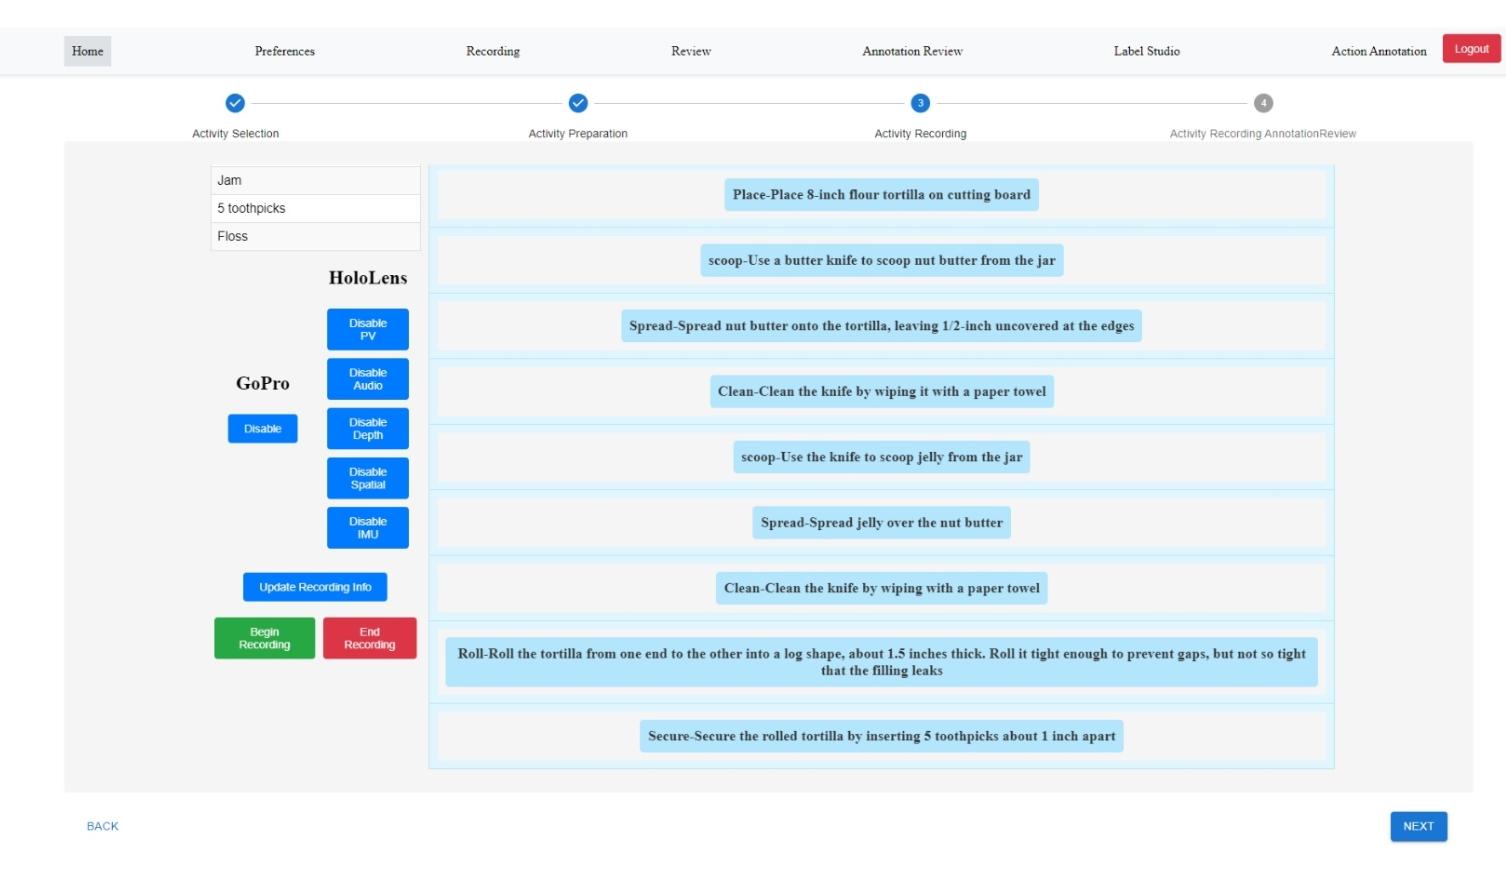 Home Preferences Recording Review Annotation Review Label Studio Action Annotation Logout
3 4
Activity Selection Activity Preparation Activity Recording Activity Recording AnnotationReview
Jam
5 toothpicks
Floss
HoloLens
Disable
PV
Disable
Audio
GoPro
Disable
Disable
Depth
Disable
Spatial
Disable
IMU
Update Recording Info
Begin
Recording
End
Recording
Place-Place 8-inch flour tortilla on cutting board
scoop-Use a butter knife to scoop nut butter from the jar
Spread-Spread nut butter onto the tortilla, leaving 1/2-inch uncovered at the edges
Clean-Clean the knife by wiping it with a paper towel
scoop-Use the knife to scoop jelly from the jar
Spread-Spread jelly over the nut butter
Clean-Clean the knife by wiping with a paper towel
Roll-Roll the tortilla from one end to the other into a log shape, about 1.5 inches thick. Roll it tight enough to prevent gaps, but not so tight
that the filling leaks
Secure-Secure the rolled tortilla by inserting 5 toothpicks about 1 inch apart
BACK
NEXT